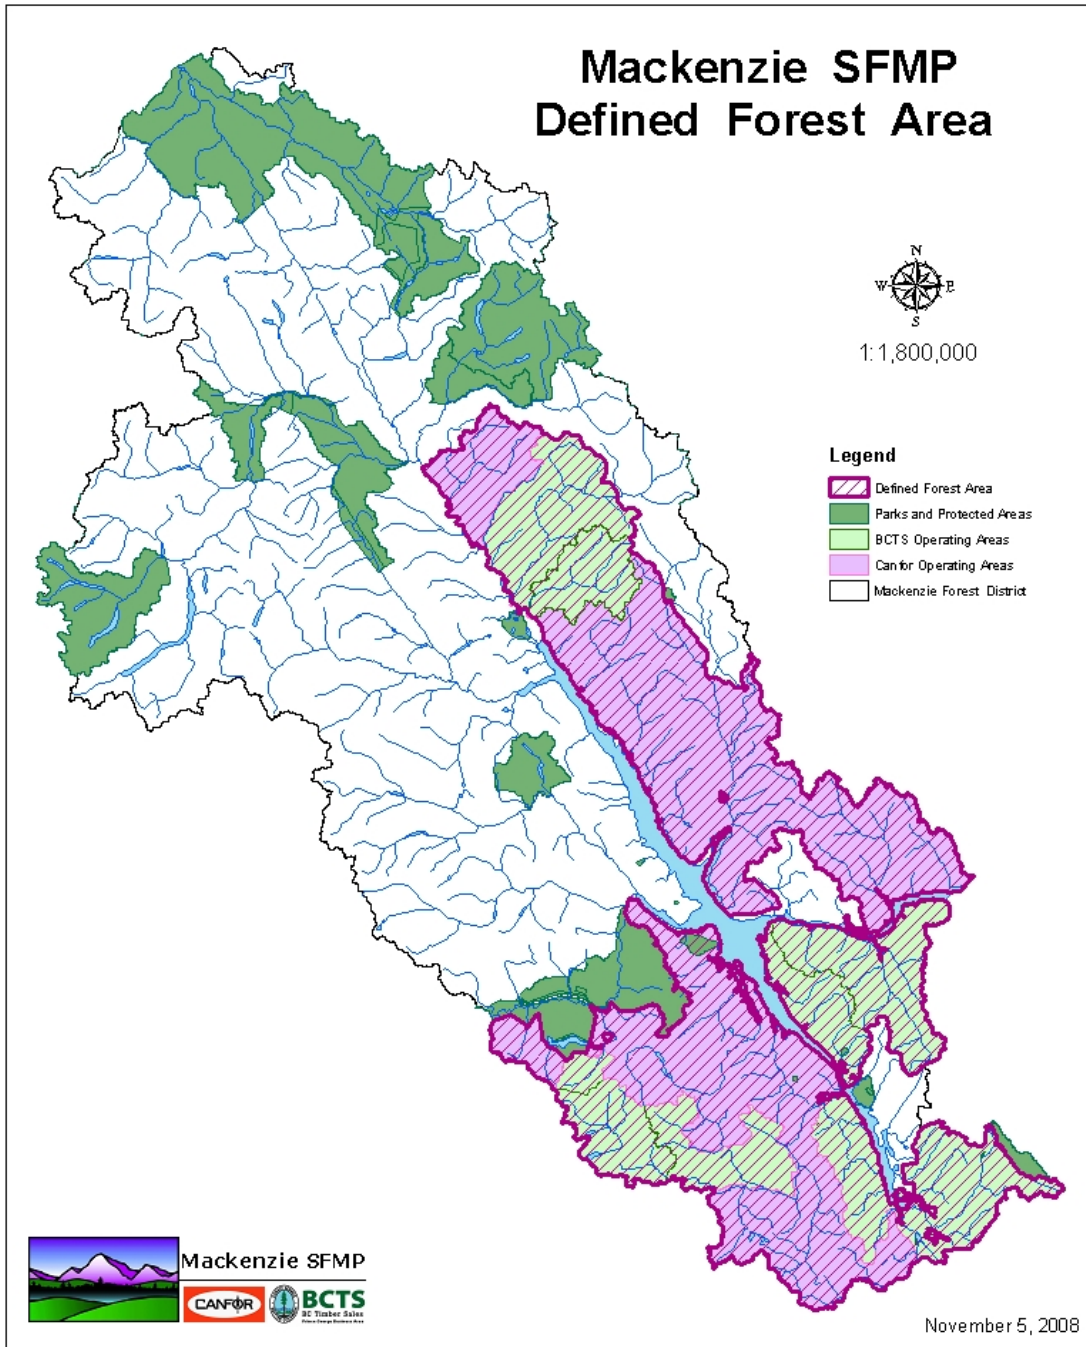 Mackenzie SFMP
Defined Forest Area
N
W E
S
1:1,800,000
Legend
Defined Forest Area
Parks and Protected Areas
BCTS Operating Areas
Canfor Operating Areas
Mackenzie Forest District
Mackenzie SFMP
CANFOR
BCTS
BC Timber Sales
November 5, 2008